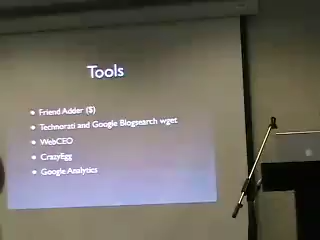 Tools
Friend Adder ($)
Technorati and Google Blogsearch wget
WebCEO
CrazyEgg
Google Analytics